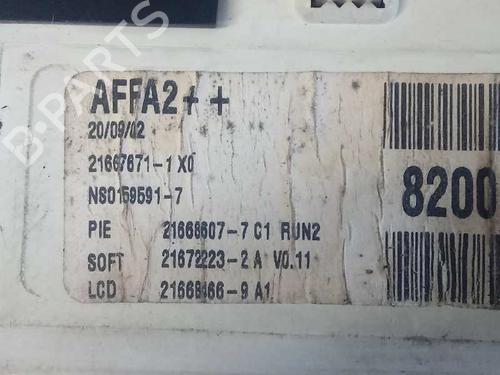 AFFA2++
20/09/02
21667671-1 X0
NS0159591-7
8200
PIE 21668607-7 C1 RUN2
SOFT 21672223-2 A V0.11
LCD 21668466-9 A1
B-PARTS